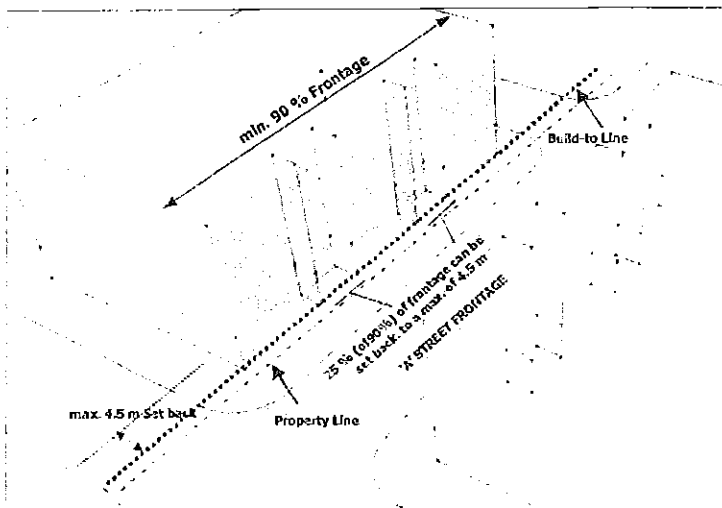 min. 90 % Frontage
Build-to Line
25 % (of 90%) of frontage can be
set back to a max. of 4.5 m
'A' STREET FRONTAGE
max. 4.5 m Set back
Property Line